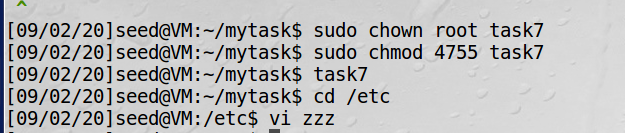 ^
[09/02/20]seed@VM:~/mytask$ sudo chown root task7
[09/02/20]seed@VM:~/mytask$ sudo chmod 4755 task7
[09/02/20]seed@VM:~/mytask$ task7
[09/02/20]seed@VM:~/mytask$ cd /etc
[09/02/20]seed@VM:/etc$ vi zzz